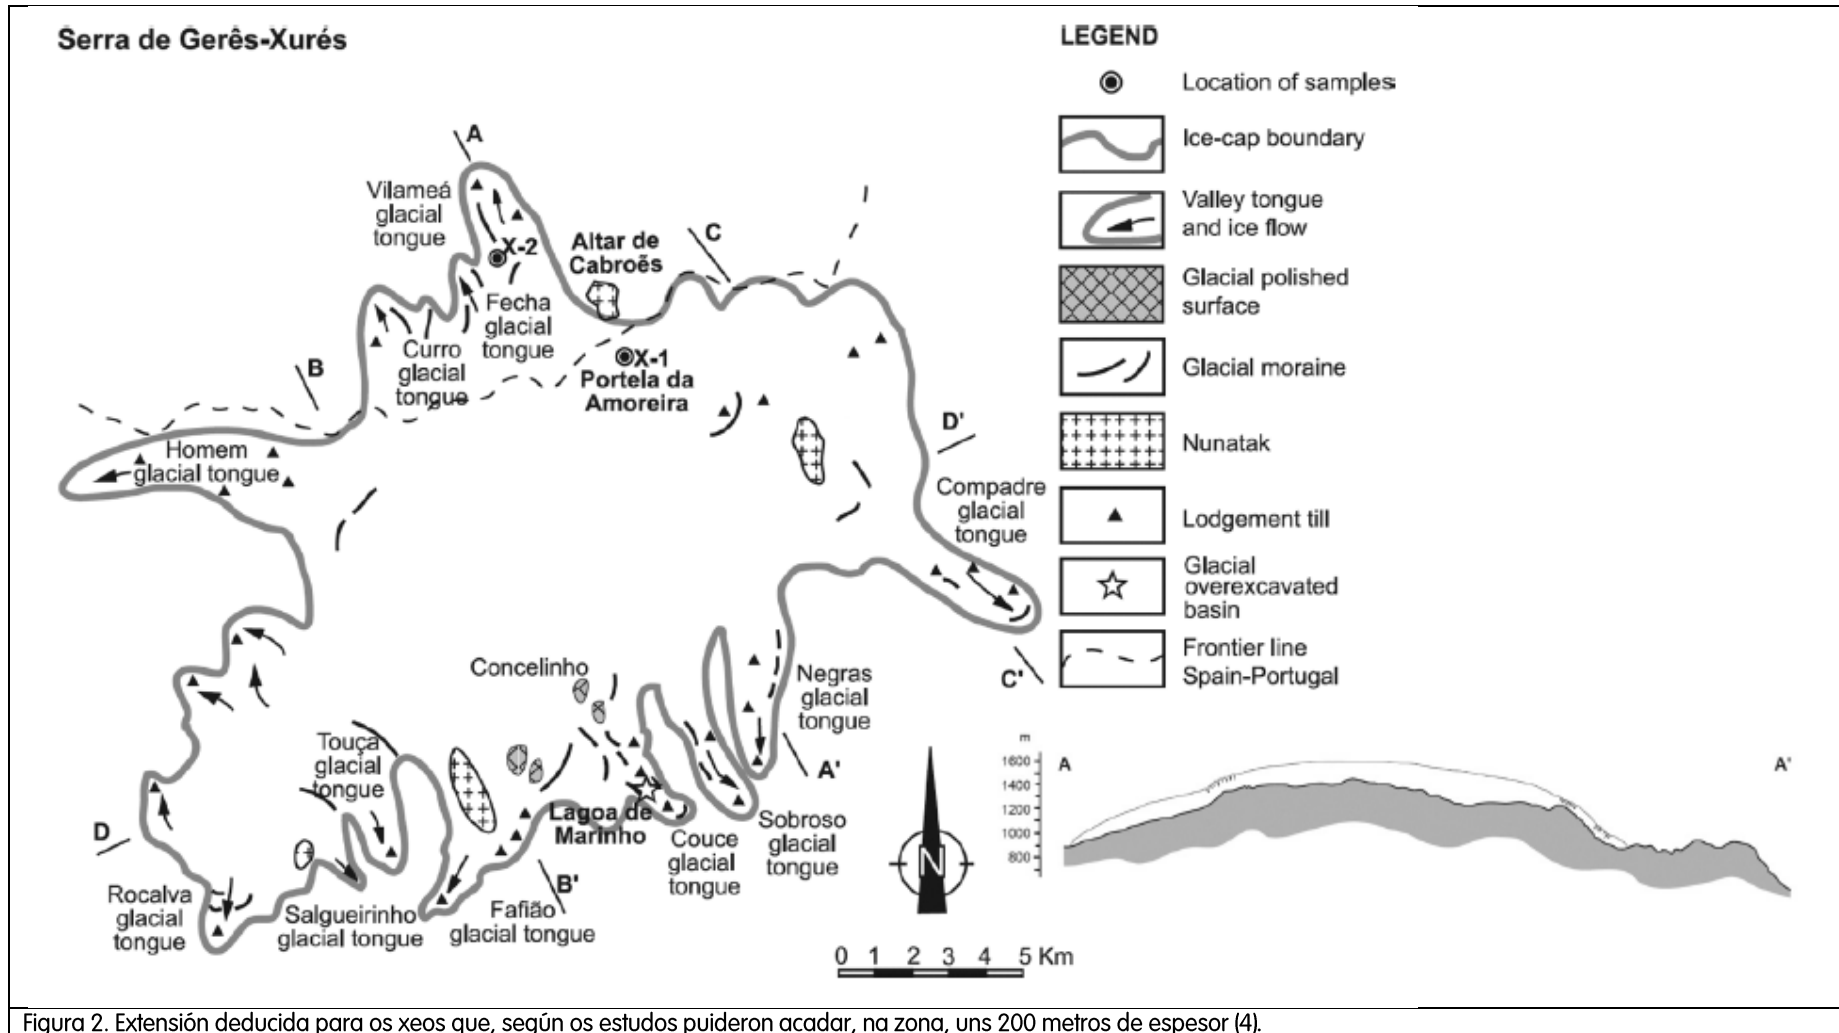 Serra de Gerês-Xurés
LEGEND
Location of samples
Ice-cap boundary
Valley tongue
and ice flow
Glacial polished
surface
Glacial moraine
Nunatak
Lodgement till
Glacial
overexcavated
basin
Frontier line
Spain-Portugal
A
Vilameá
glacial
tongue
X-2
Altar de
Cabroês
C
Fecha
glacial
tongue
Curro
glacial
tongue
B
X-1
Portela da
Amoreira
D'
Homem
glacial tongue
Compadre
glacial
tongue
C'
Concelinho
Negras
glacial
tongue
A'
Touça
glacial
tongue
Lagoa de
Marinho
Couce
glacial
tongue
Sobroso
glacial
tongue
D
Rocalva
glacial
tongue
Salgueirinho
glacial tongue
B'
Fafião
glacial tongue
N
0 1 2 3 4 5 Km
m
1600
1400
1200
1000
800
A
A'
Figura 2. Extensión deducida para os xeos que, según os estudos puideron acadar, na zona, uns 200 metros de espesor (4).